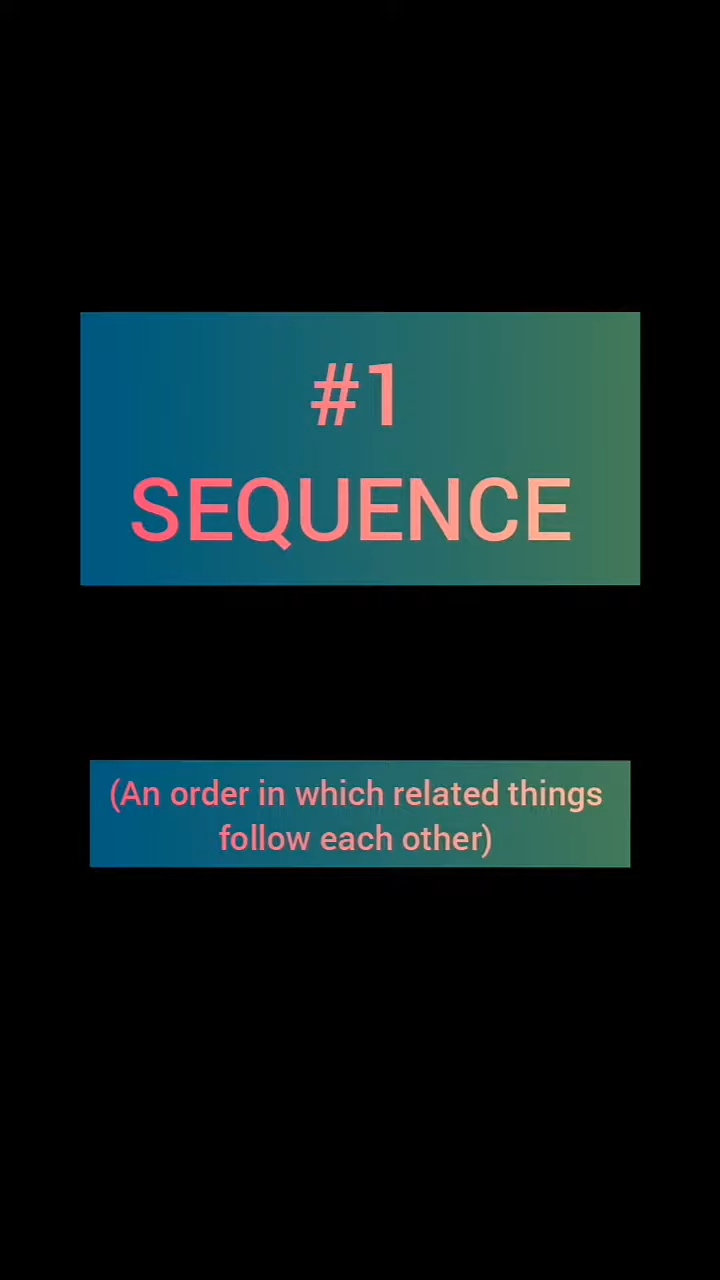 #1
SEQUENCE
(An order in which related things
follow each other)